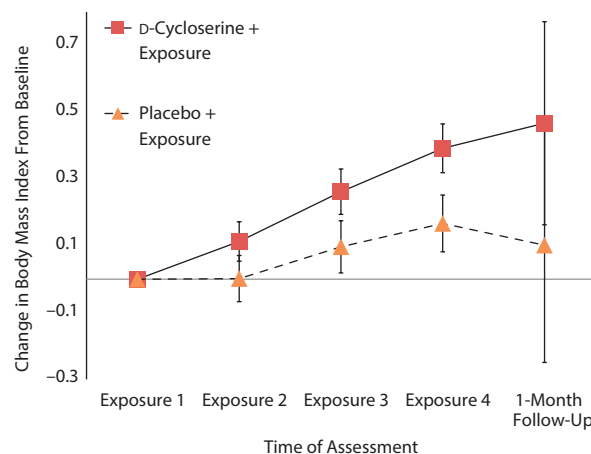 Change in Body Mass Index From Baseline
0.7
0.5
0.3
0.1
−0.1
−0.3
D-Cycloserine +
Exposure
Placebo +
Exposure
Exposure 1
Exposure 2
Exposure 3
Exposure 4
1-Month
Follow-Up
Time of Assessment